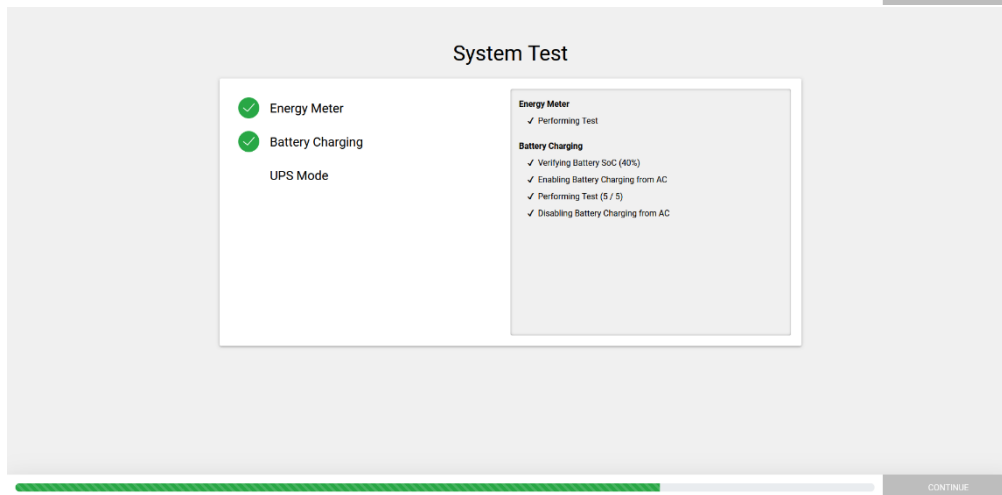 System Test
Energy Meter
Battery Charging
UPS Mode
Energy Meter
✓ Performing Test
Battery Charging
✓ Verifying Battery SoC (40%)
✓ Enabling Battery Charging from AC
✓ Performing Test (5 / 5)
✓ Disabling Battery Charging from AC
CONTINUE